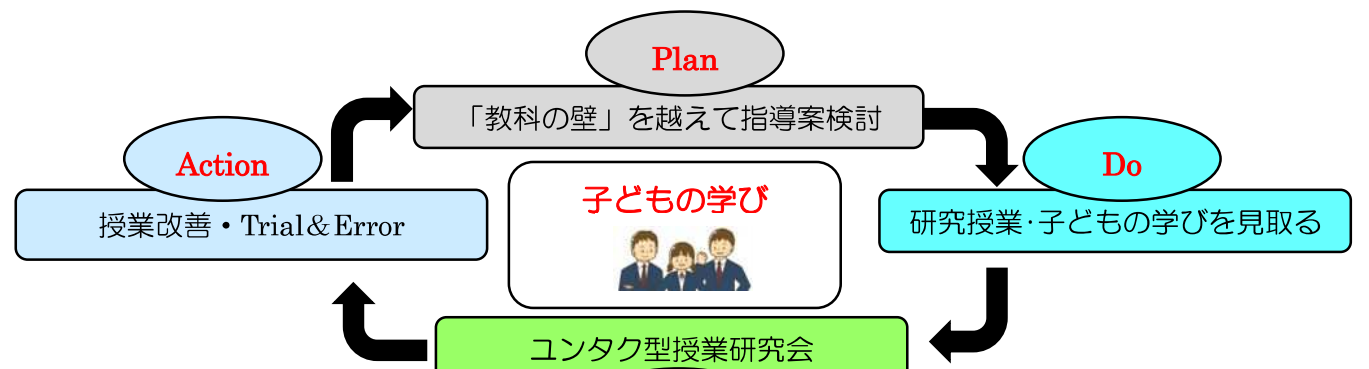 Plan
「教科の壁」を越えて指導案検討
Action
授業改善・Trial＆Error
Do
研究授業･子どもの学びを見取る
子どもの学び
ユンタク型授業研究会